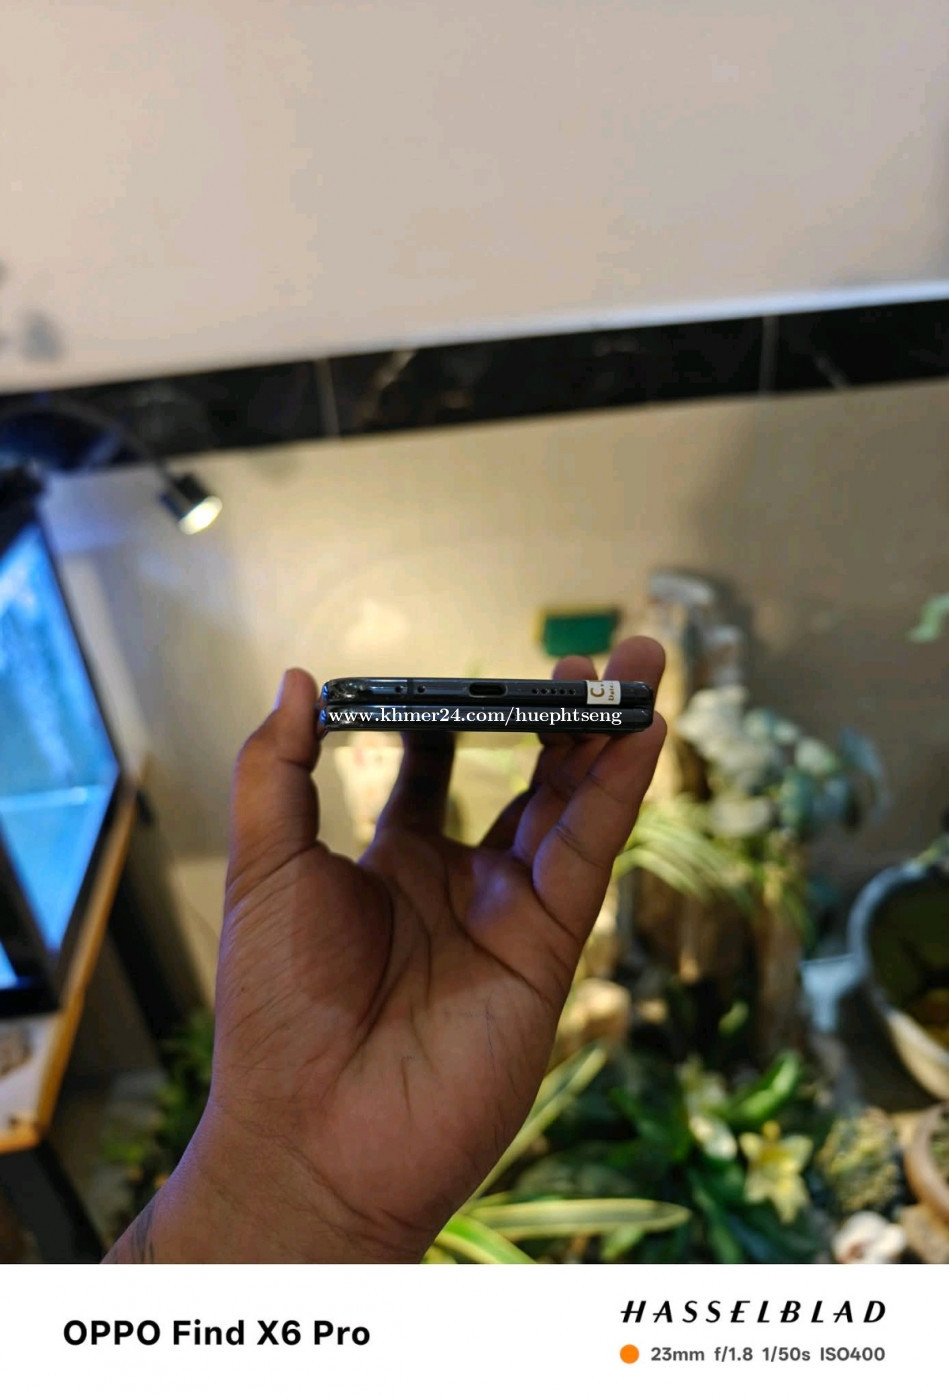 C.
www.khmer24.com/huephtseng
OPPO Find X6 Pro
HASSELBLAD
23mm f/1.8 1/50s ISO400